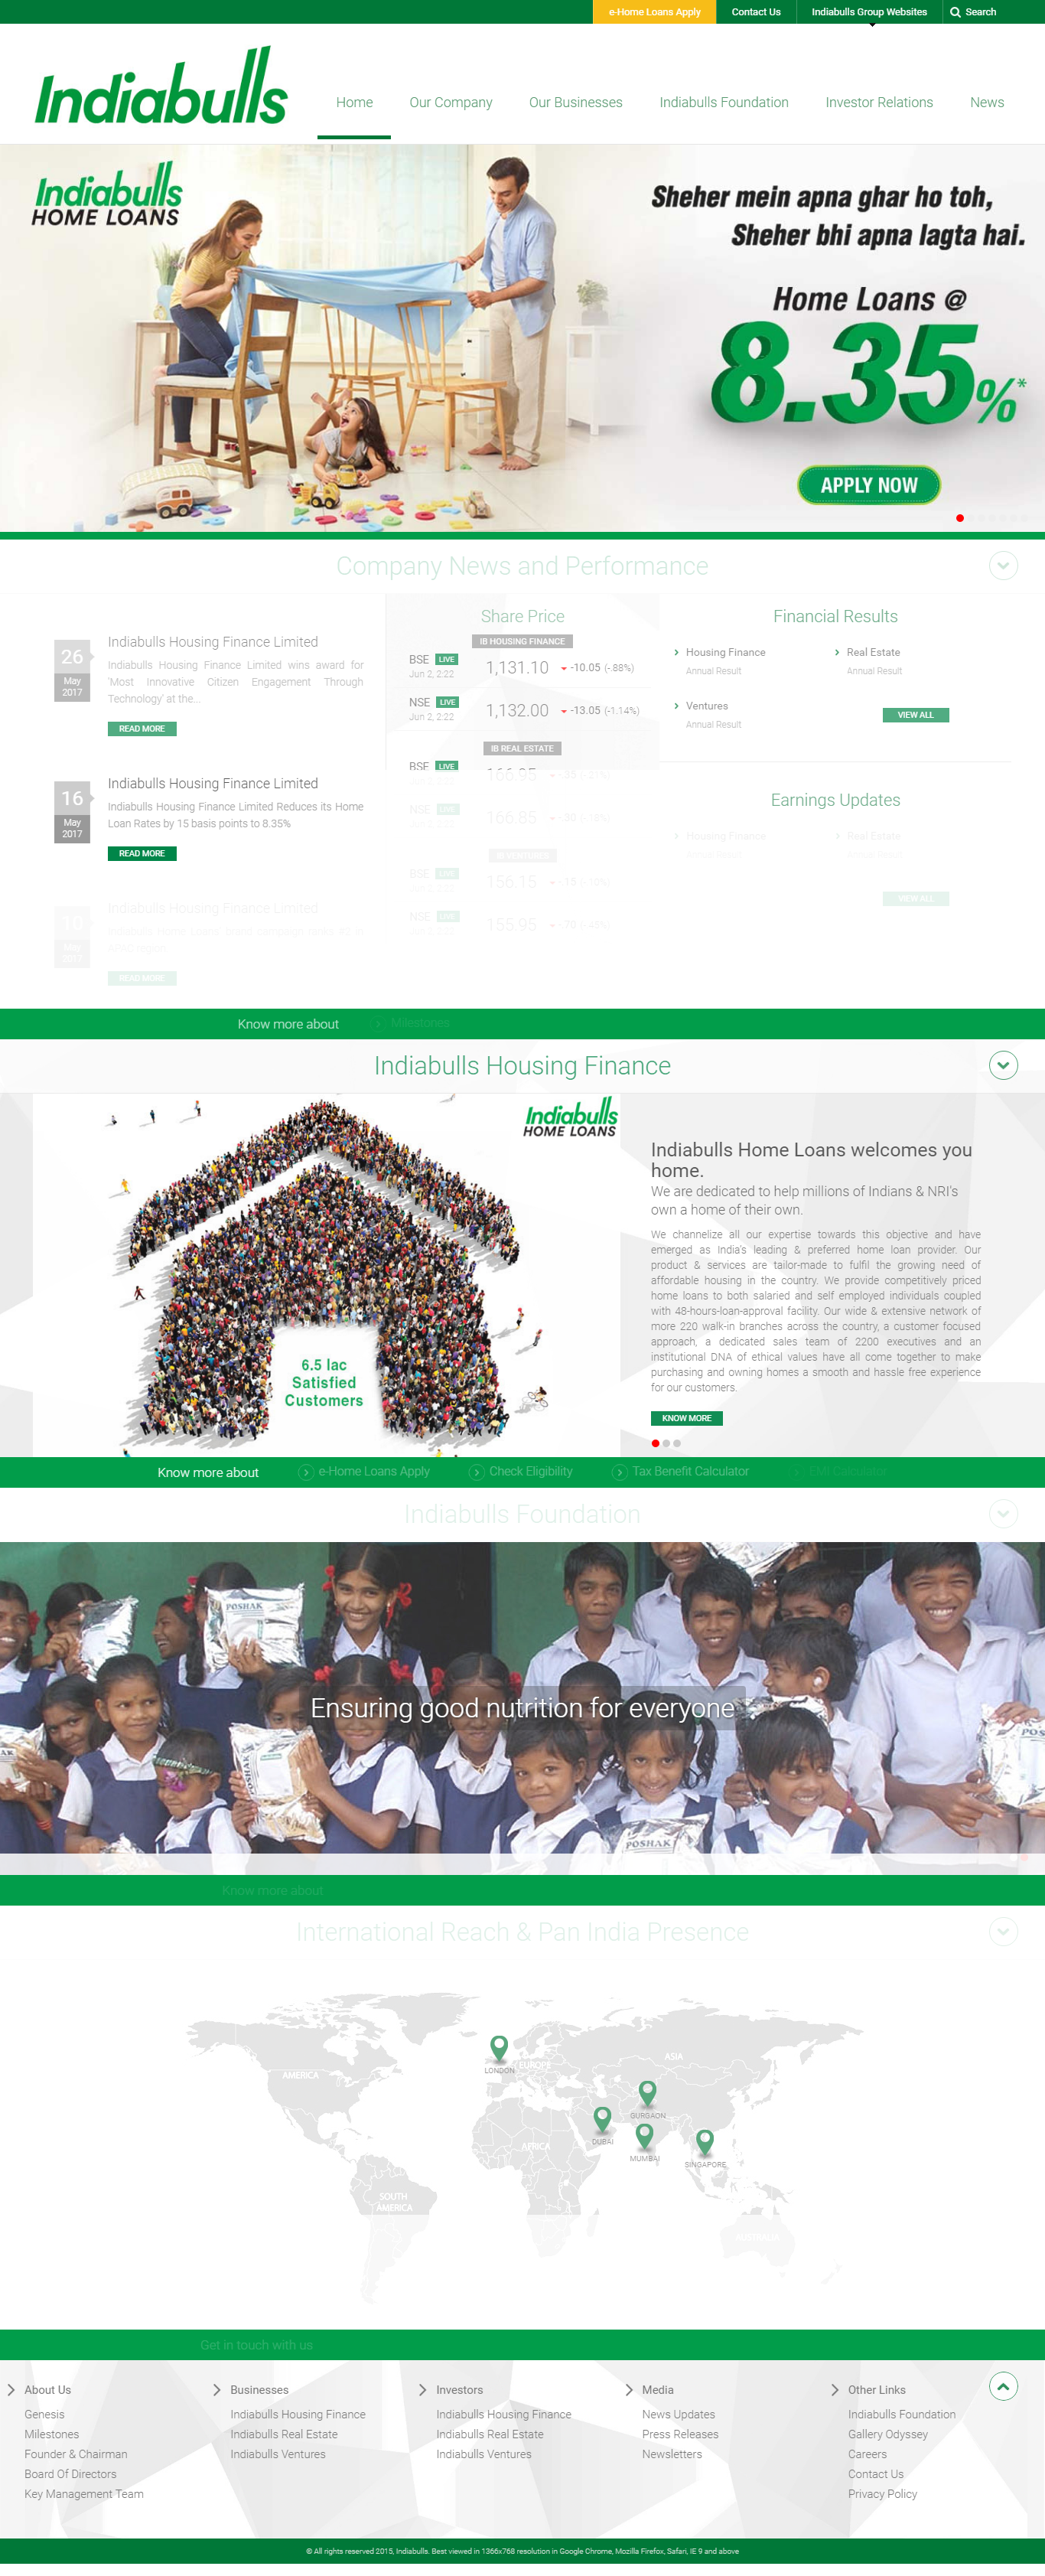 e-Home Loans Apply
Contact Us
Indiabulls Group Websites
Search
Indiabulls
Home
Our Company
Our Businesses
Indiabulls Foundation
Investor Relations
News
Indiabulls
HOME LOANS
Sheher mein apna ghar ho toh,
Sheher bhi apna lagta hai.
Home Loans @
8.35%*
APPLY NOW
Company News and Performance
26
May
2017
Indiabulls Housing Finance Limited
Indiabulls Housing Finance Limited wins award for
'Most Innovative Citizen Engagement Through
Technology' at the...
READ MORE
16
May
2017
Indiabulls Housing Finance Limited
Indiabulls Housing Finance Limited Reduces its Home
Loan Rates by 15 basis points to 8.35%
READ MORE
10
May
2017
Indiabulls Housing Finance Limited
READ MORE
Share Price
IB HOUSING FINANCE
BSE LIVE
Jun 2, 2:22
1,131.10
-10.05 (-.88%)
NSE LIVE
Jun 2, 2:22
1,132.00
-13.05 (-1.14%)
IB REAL ESTATE
BSE LIVE
166.95
-.35 (-.21%)
NSE LIVE
166.85
-.30 (-.18%)
IB VENTURES
BSE LIVE
156.15
-.15 (-.10%)
NSE LIVE
155.95
-.70 (-.45%)
Financial Results
Housing Finance
Annual Result
Real Estate
Annual Result
Ventures
Annual Result
VIEW ALL
Earnings Updates
Housing Finance
Real Estate
VIEW ALL
Know more about
Milestones
Indiabulls Housing Finance
Indiabulls
HOME LOANS
6.5 lac
Satisfied
Customers
Indiabulls Home Loans welcomes you
home.
We are dedicated to help millions of Indians & NRI's
own a home of their own.
We channelize all our expertise towards this objective and have
emerged as India's leading & preferred home loan provider. Our
product & services are tailor-made to fulfil the growing need of
affordable housing in the country. We provide competitively priced
home loans to both salaried and self employed individuals coupled
with 48-hours-loan-approval facility. Our wide & extensive network of
more 220 walk-in branches across the country, a customer focused
approach, a dedicated sales team of 2200 executives and an
institutional DNA of ethical values have all come together to make
purchasing and owning homes a smooth and hassle free experience
for our customers.
KNOW MORE
Know more about
e-Home Loans Apply
Check Eligibility
Tax Benefit Calculator
EMI Calculator
Indiabulls Foundation
POSHAK
Ensuring good nutrition for everyone
POSHAK
Know more about
International Reach & Pan India Presence
AMERICA
LONDON
EUROPE
ASIA
GURGAON
DUBAI
AFRICA
MUMBAI
SINGAPORE
SOUTH
AMERICA
AUSTRALIA
Get in touch with us
About Us
Genesis
Milestones
Founder & Chairman
Board Of Directors
Key Management Team
Businesses
Indiabulls Housing Finance
Indiabulls Real Estate
Indiabulls Ventures
Investors
Indiabulls Housing Finance
Indiabulls Real Estate
Indiabulls Ventures
Media
News Updates
Press Releases
Newsletters
Other Links
Indiabulls Foundation
Gallery Odyssey
Careers
Contact Us
Privacy Policy
© All rights reserved 2015, Indiabulls. Best viewed in 1366x768 resolution in Google Chrome, Mozilla Firefox, Safari, IE 9 and above